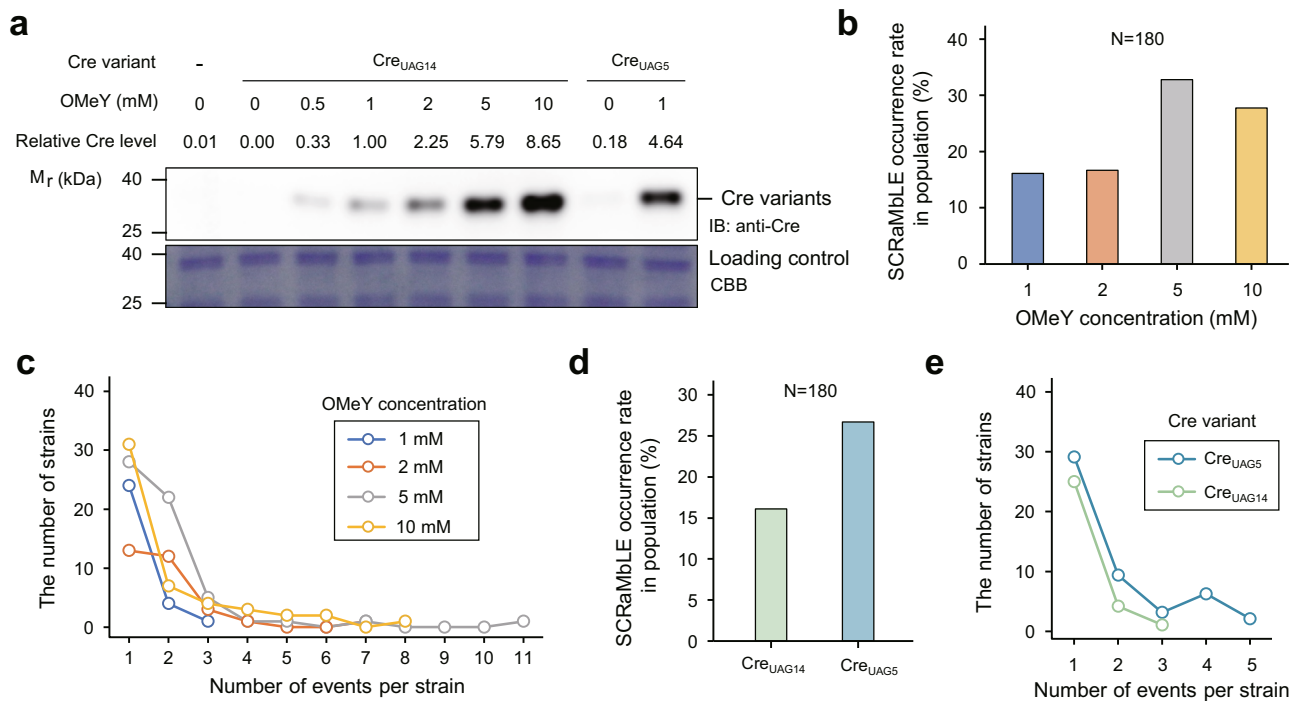 a
Cre variant - CreUAG14 CreUAG5
OMeY (mM) 0 0 0.5 1 2 5 10 0 1
Relative Cre level 0.01 0.00 0.33 1.00 2.25 5.79 8.65 0.18 4.64
Mr (kDa)
40
25
Cre variants
IB: anti-Cre
40
25
Loading control
CBB
b
SCRaMbLE occurrence rate
in population (%)
N=180
40
30
20
10
0
1 2 5 10
OMeY concentration (mM)
c
The number of strains
40
30
20
10
0
OMeY concentration
1 mM
2 mM
5 mM
10 mM
1 2 3 4 5 6 7 8 9 10 11
Number of events per strain
d
SCRaMbLE occurrence rate
in population (%)
N=180
30
25
20
15
10
5
0
CreUAG14 CreUAG5
e
The number of strains
40
30
20
10
0
Cre variant
CreUAG5
CreUAG14
1 2 3 4 5
Number of events per strain